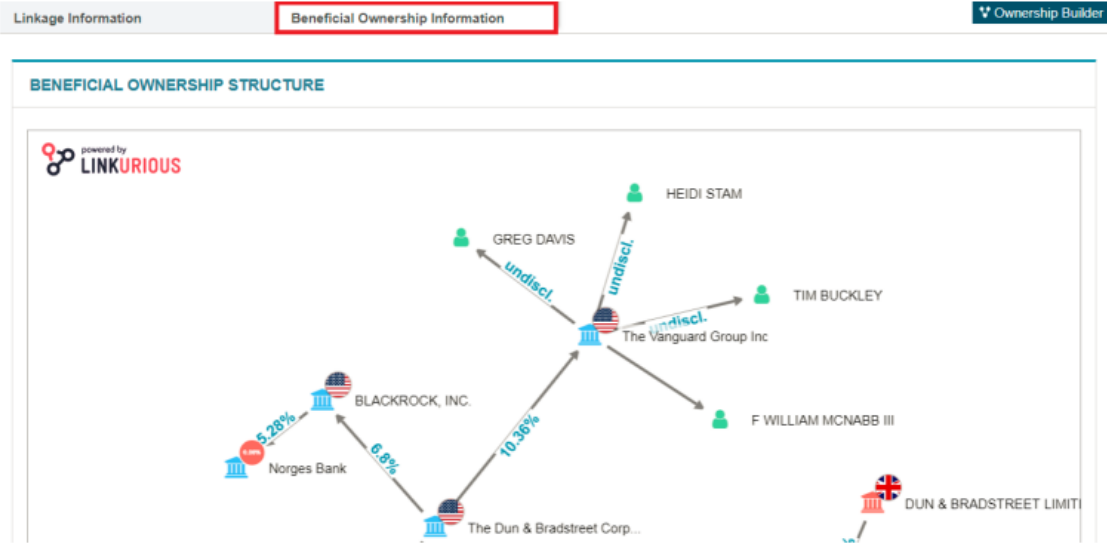 Linkage Information
Beneficial Ownership Information
Ownership Builder
BENEFICIAL OWNERSHIP STRUCTURE
powered by
LINKURIOUS
HEIDI STAM
GREG DAVIS
undiscl.
undiscl.
TIM BUCKLEY
undiscl.
The Vanguard Group Inc
BLACKROCK, INC.
5.28%
10.36%
F WILLIAM MCNABB III
6.8%
Norges Bank
DUN & BRADSTREET LIMITI
The Dun & Bradstreet Corp...